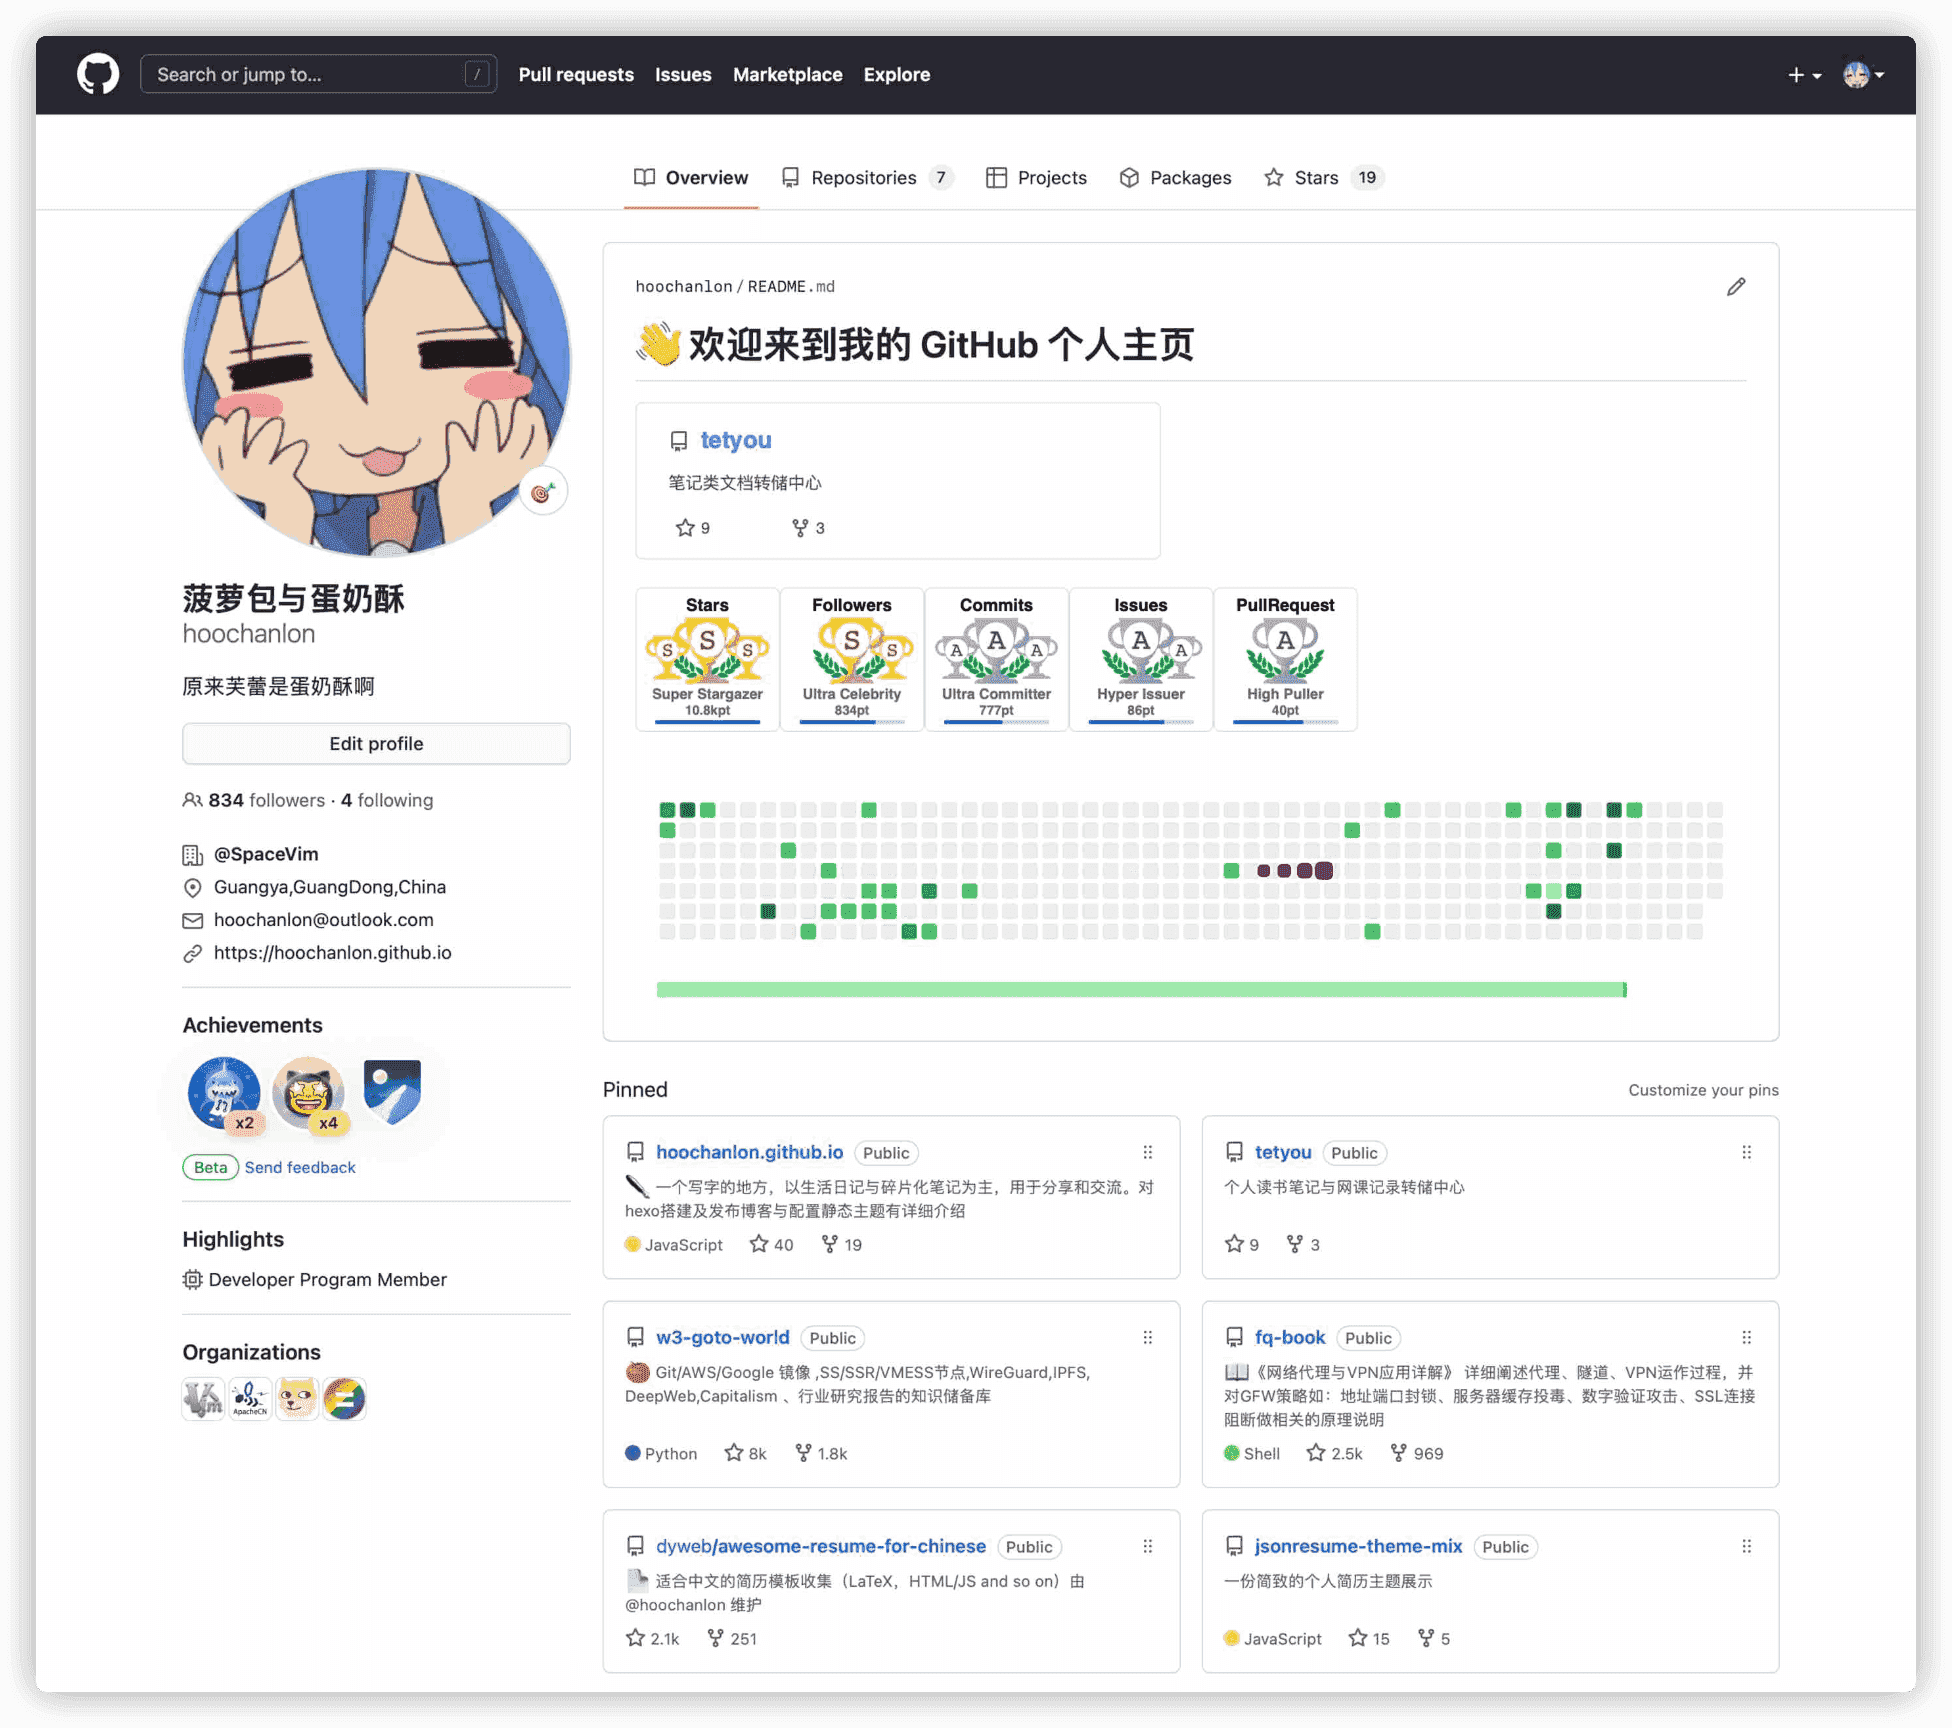 Search or jump to... /
Pull requests Issues Marketplace Explore
Overview Repositories 7 Projects Packages Stars 19
菠萝包与蛋奶酥
hoochanlon
原来芙蕾是蛋奶酥啊
Edit profile
834 followers · 4 following
@SpaceVim
Guangya,GuangDong,China
hoochanlon@outlook.com
https://hoochanlon.github.io
Achievements
x2 x4
Beta Send feedback
Highlights
Developer Program Member
Organizations
ApacheCN
hoochanlon/README.md
👋 欢迎来到我的 GitHub 个人主页
tetyou
笔记类文档转储中心
9 3
Stars Followers Commits Issues PullRequest
S S S S S A A A A A A
Super Stargazer Ultra Celebrity Ultra Committer Hyper Issuer High Puller
10.8kpt 834pt 777pt 86pt 40pt
Pinned Customize your pins
hoochanlon.github.io Public
一个写字的地方，以生活日记与碎片化笔记为主，用于分享和交流。对
hexo搭建及发布博客与配置静态主题有详细介绍
JavaScript 40 19
tetyou Public
个人读书笔记与网课记录转储中心
9 3
w3-goto-world Public
Git/AWS/Google 镜像 ,SS/SSR/VMESS节点,WireGuard,IPFS,
DeepWeb,Capitalism 、行业研究报告的知识储备库
Python 8k 1.8k
fq-book Public
📖《网络代理与VPN应用详解》 详细阐述代理、隧道、VPN运作过程，并
对GFW策略如：地址端口封锁、服务器缓存投毒、数字验证攻击、SSL连接
阻断做相关的原理说明
Shell 2.5k 969
dyweb/awesome-resume-for-chinese Public
适合中文的简历模板收集（LaTeX，HTML/JS and so on）由
@hoochanlon 维护
2.1k 251
jsonresume-theme-mix Public
一份简致的个人简历主题展示
JavaScript 15 5